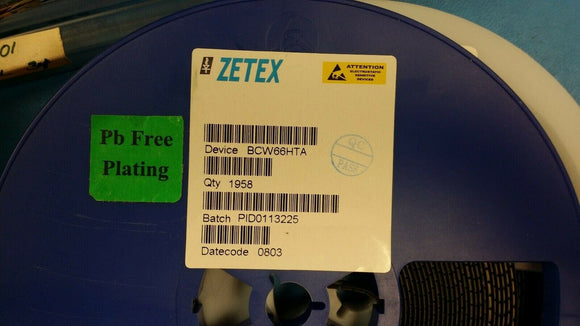 01
ZETEX
ATTENTION
ELECTROSTATIC
SENSITIVE
DEVICES
Pb Free
Plating
Device BCW66HTA
QC
PASS
Qty 1958
Batch PID0113225
Datecode 0803